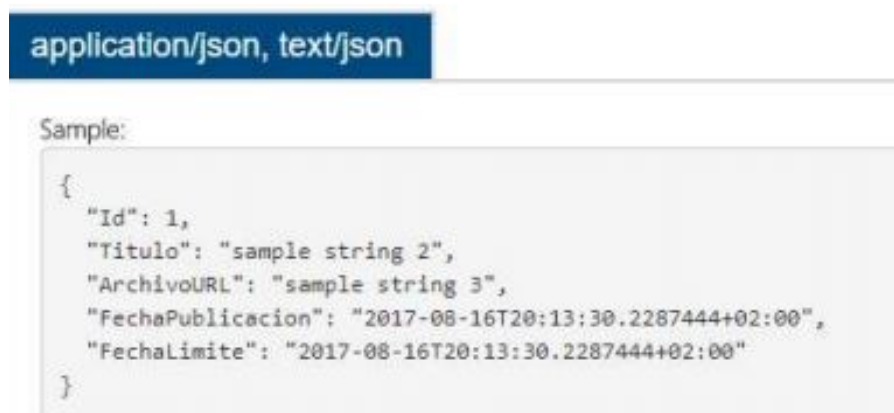 application/json, text/json
Sample:
{
"Id": 1,
"Titulo": "sample string 2",
"ArchivoURL": "sample string 3",
"FechaPublicacion": "2017-08-16T20:13:30.2287444+02:00",
"FechaLimite": "2017-08-16T20:13:30.2287444+02:00"
}